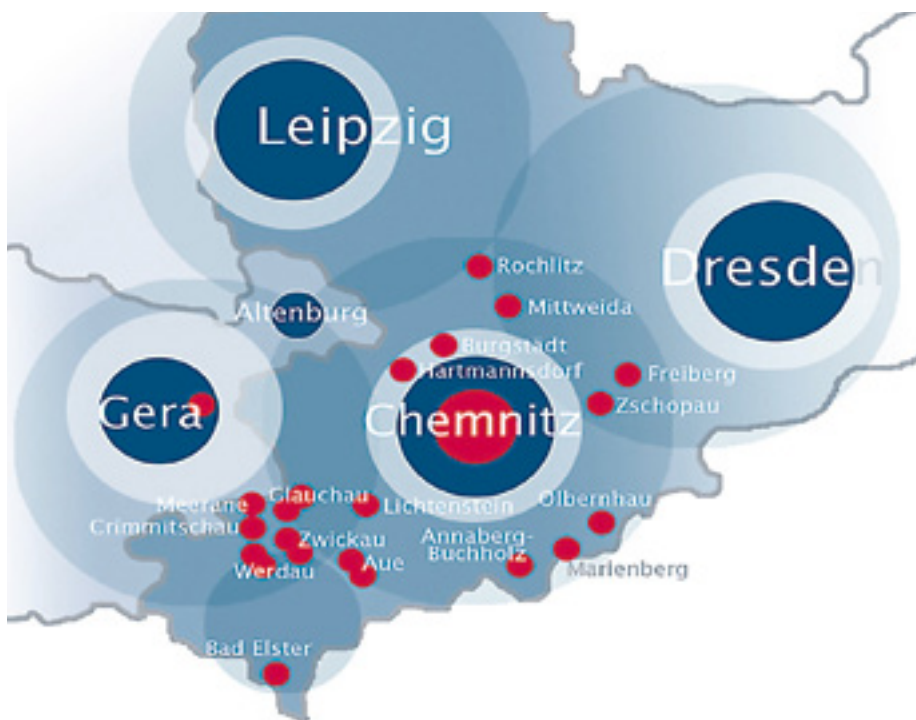 Leipzig
Dresden
Rochlitz
Mittweida
Altenburg
Burgstadt
Hartmannsdorf
Freiberg
Zschopau
Gera
Chemnitz
Meerane
Glauchau
Lichtenstein
Olbernhau
Crimmitschau
Zwickau
Annaberg-
Buchholz
Werdau
Aue
Marienberg
Bad Elster